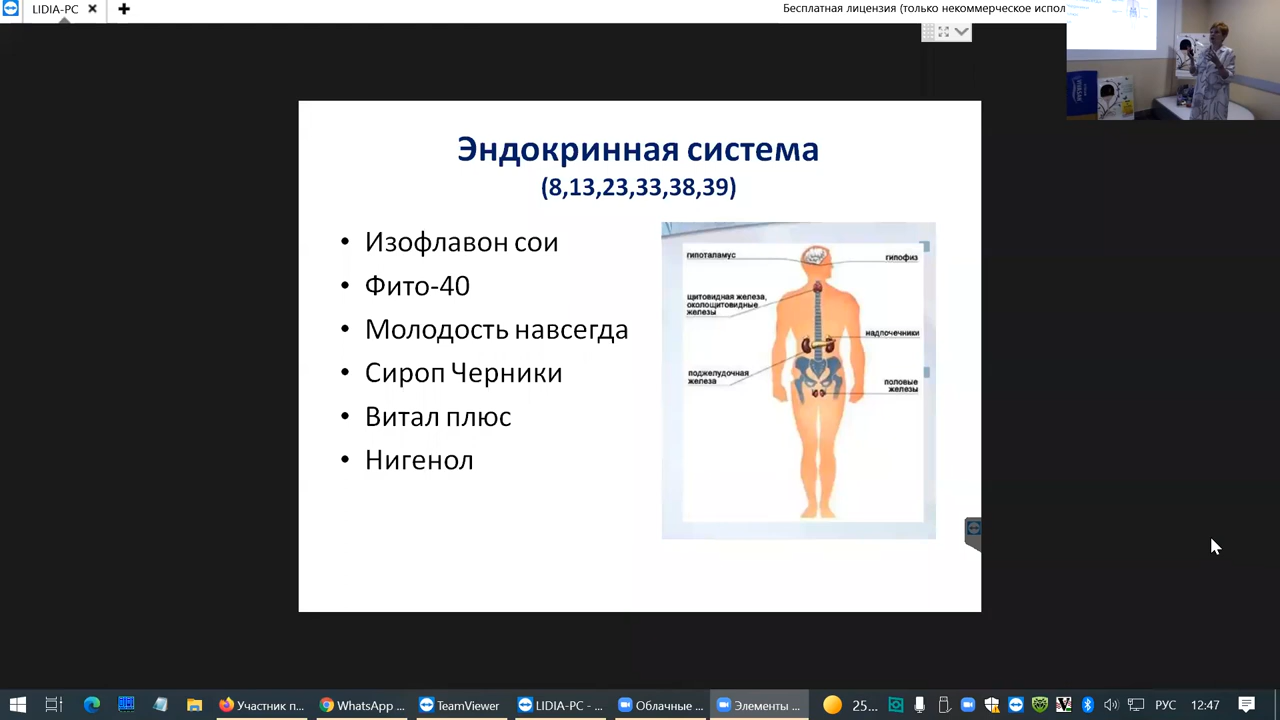 LIDIA-PC
Бесплатная лицензия (только некоммерческое испол
Эндокринная система
(8,13,23,33,38,39)
• Изофлавон сои
• Фито-40
• Молодость навсегда
• Сироп Черники
• Витал плюс
• Нигенол
гипоталамус
гипофиз
щитовидная железа,
околощитовидные
железы
надпочечники
поджелудочная
железа
половые
железы
Участник п...
WhatsApp ...
TeamViewer
LIDIA-PC - ...
Облачные ...
Элементы ...
25...
РУС
12:47